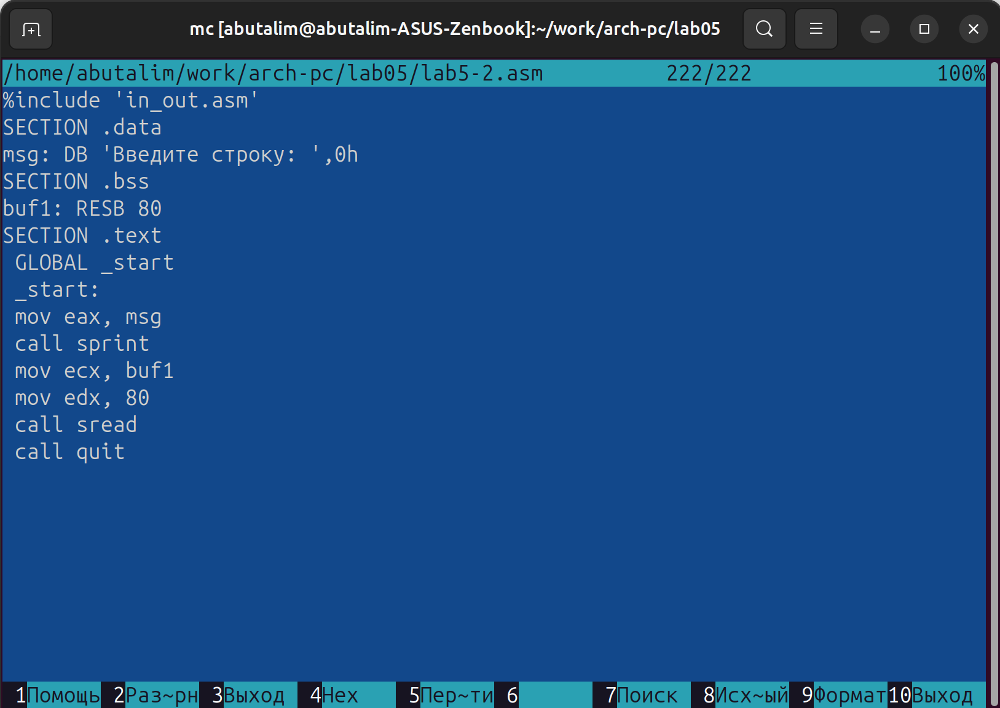 mc [abutalim@abutalim-ASUS-Zenbook]:~/work/arch-pc/lab05
/home/abutalim/work/arch-pc/lab05/lab5-2.asm 222/222 100%
%include 'in_out.asm'
SECTION .data
msg: DB 'Введите строку: ',0h
SECTION .bss
buf1: RESB 80
SECTION .text
 GLOBAL _start
 _start:
 mov eax, msg
 call sprint
 mov ecx, buf1
 mov edx, 80
 call sread
 call quit
1Помощь 2Раз~рн 3Выход 4Hex 5Пер~ти 6 7Поиск 8Исх~ый 9Формат 10Выход